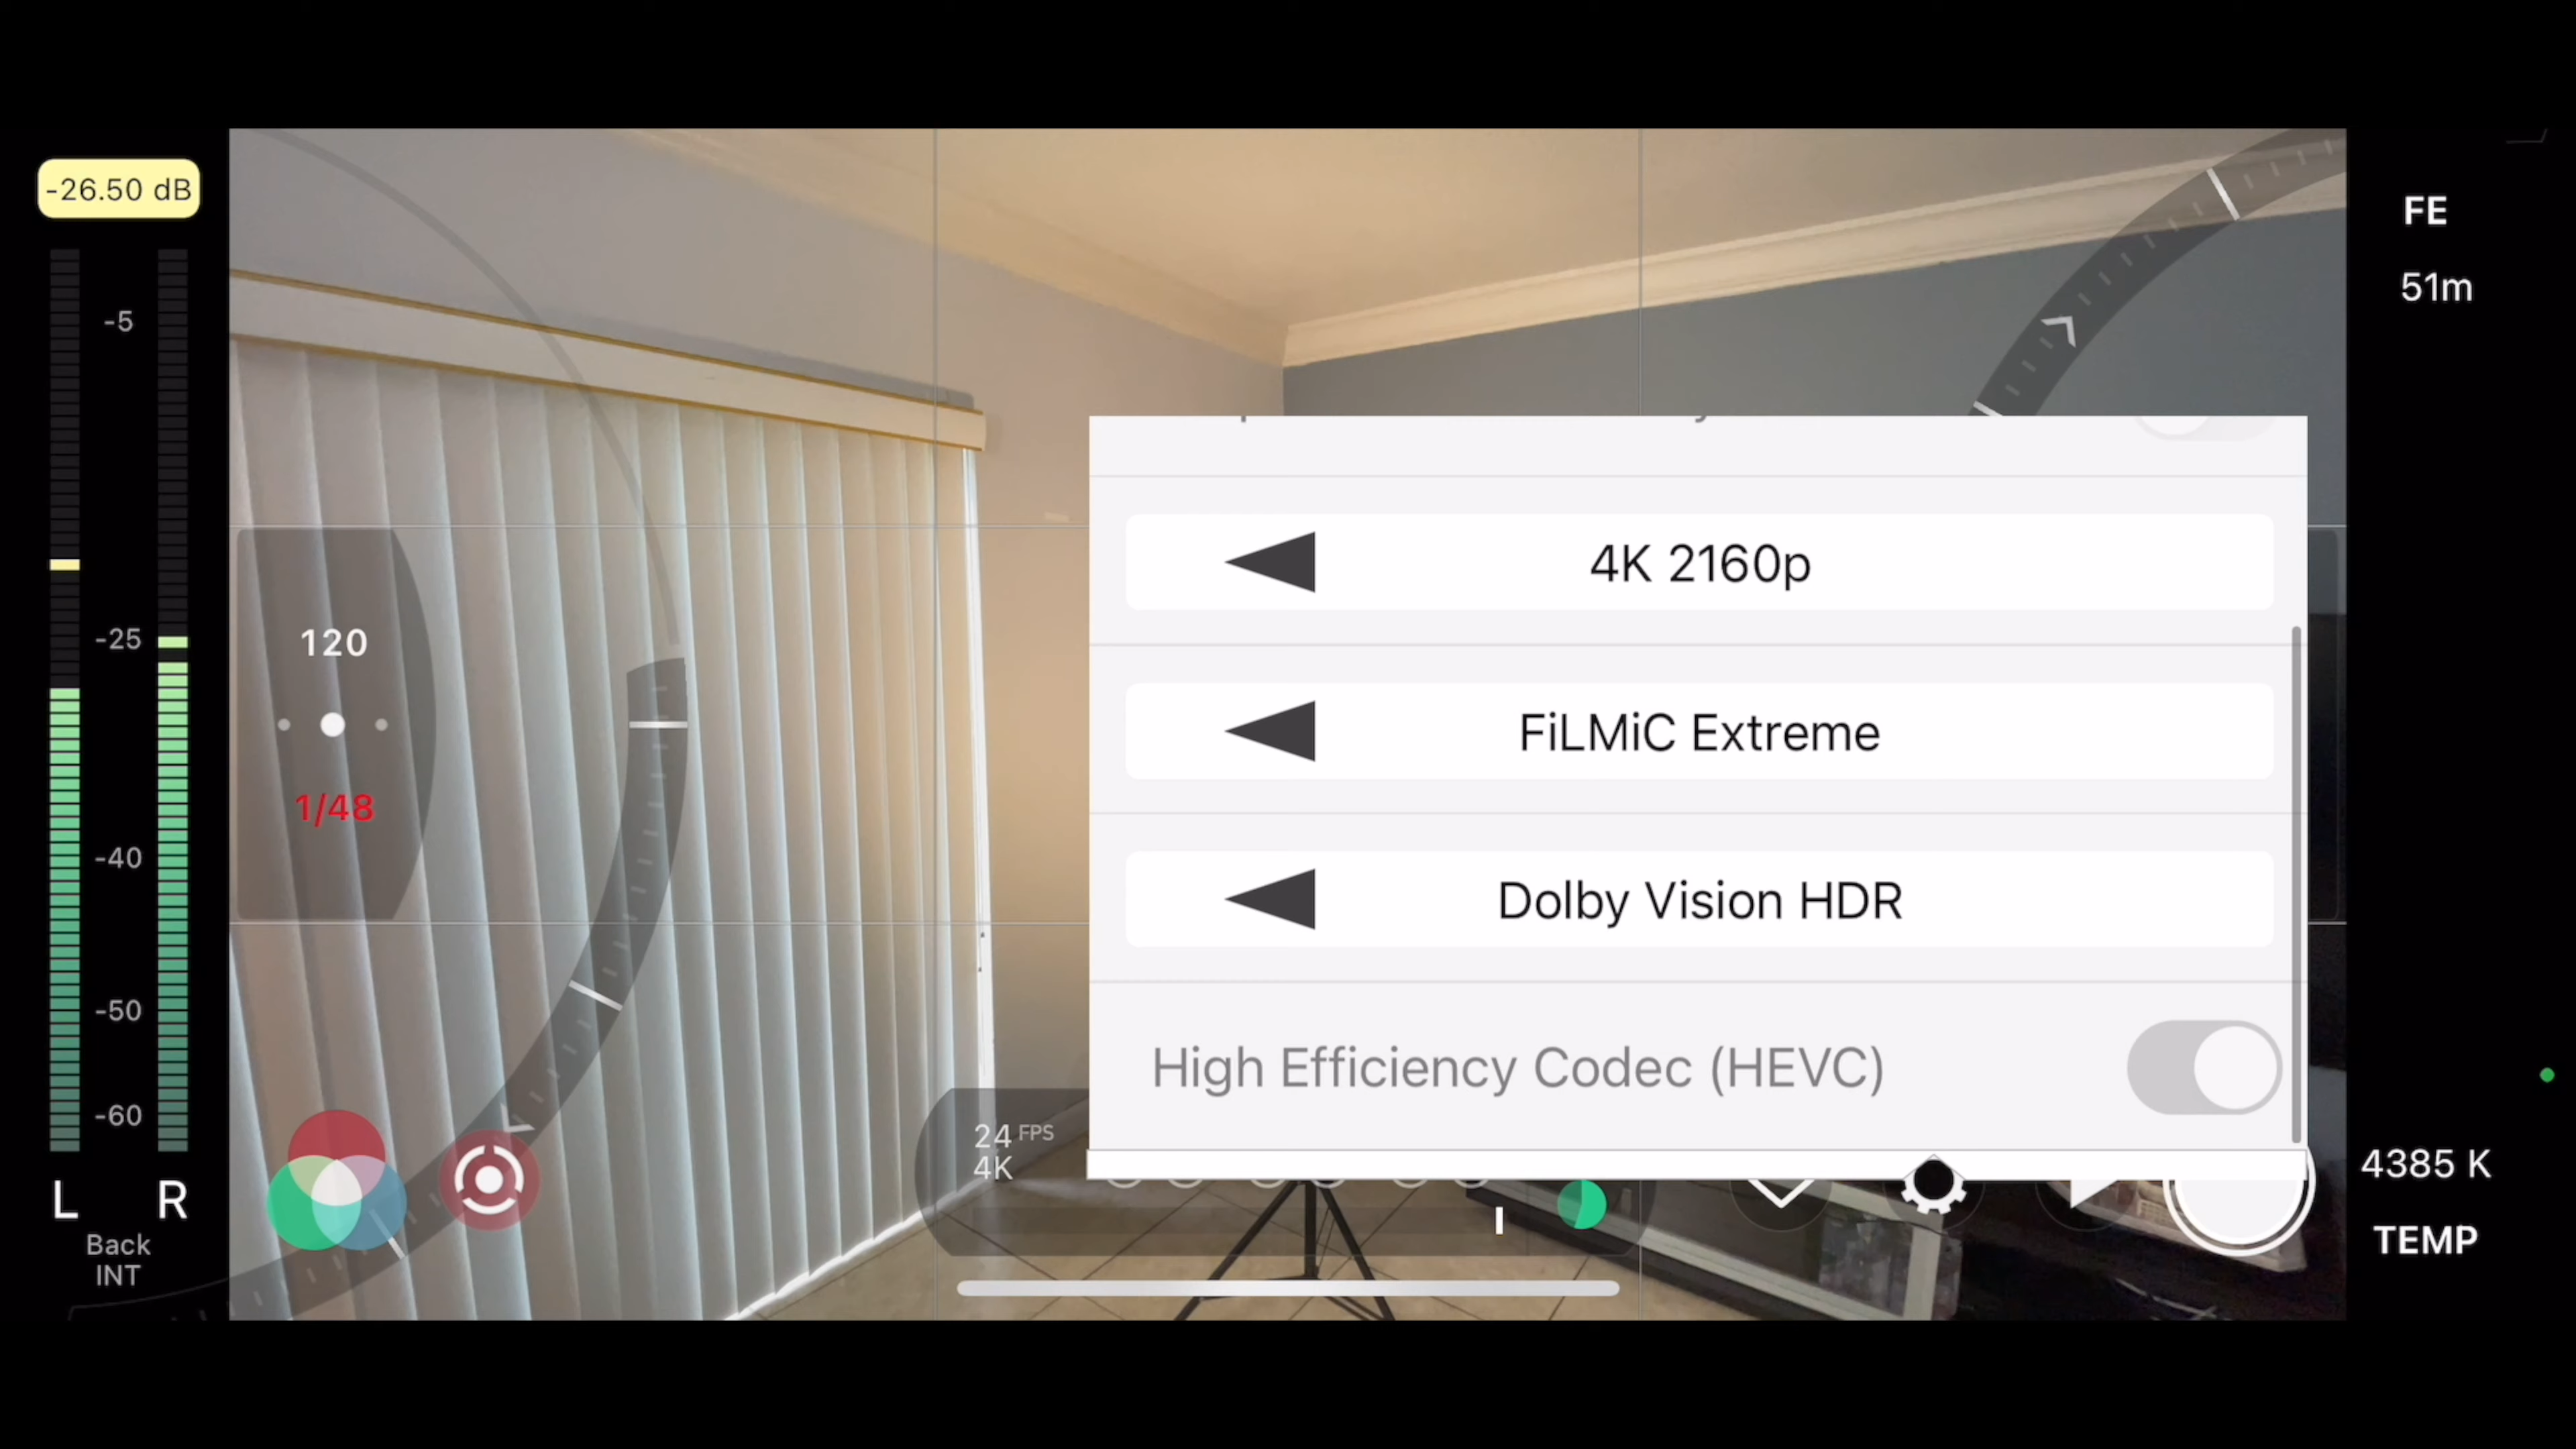 -26.50 dB
-5
-25
-40
-50
-60
L R
Back
INT
120
1/48
24 FPS
4K
4K 2160p
FiLMiC Extreme
Dolby Vision HDR
High Efficiency Codec (HEVC)
FE
51m
4385 K
TEMP